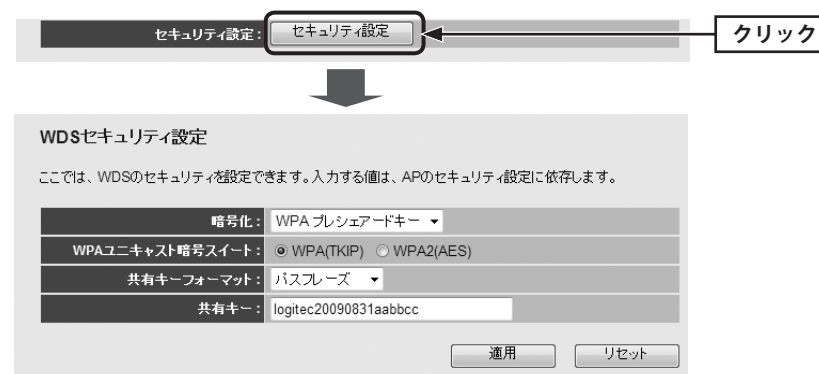 セキュリティ設定： セキュリティ設定 クリック
WDSセキュリティ設定
ここでは、WDSのセキュリティを設定できます。入力する値は、APのセキュリティ設定に依存します。
暗号化： WPA プレシェアードキー
WPAユニキャスト暗号スイート： WPA(TKIP) WPA2(AES)
共有キーフォーマット： パスフレーズ
共有キー： logitec20090831aabbcc
適用 リセット